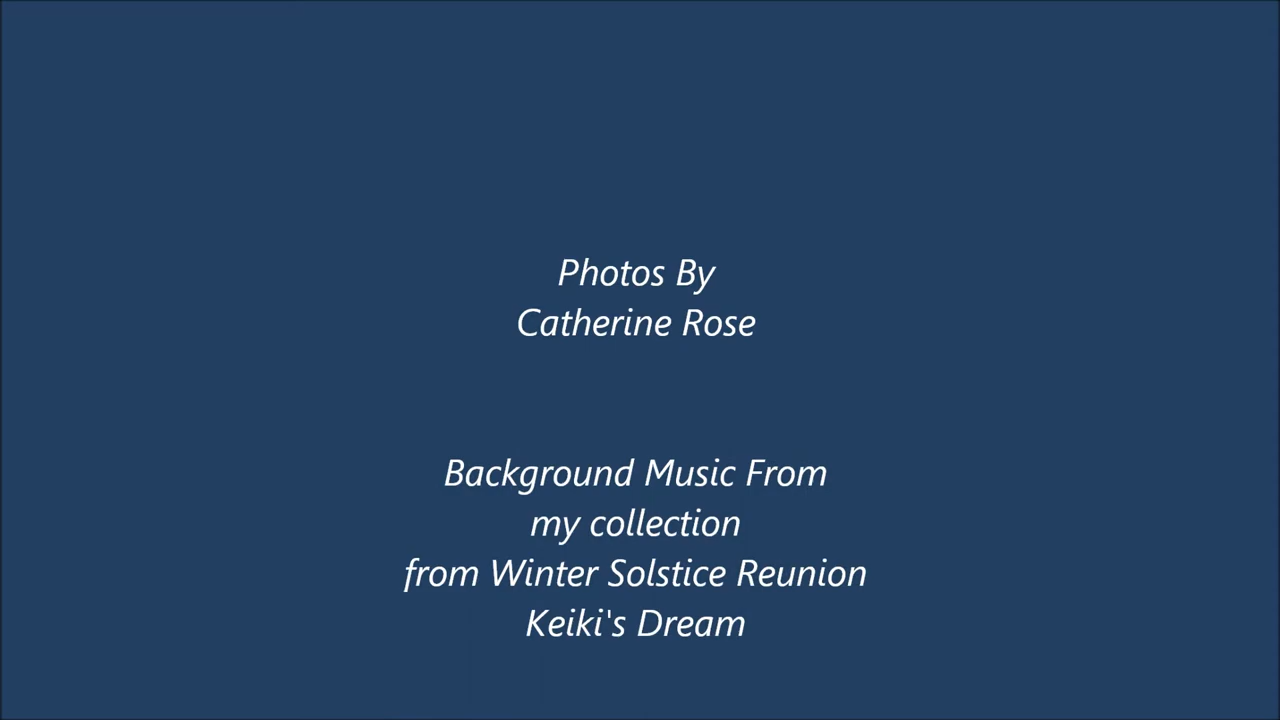 Photos By
Catherine Rose
Background Music From
my collection
from Winter Solstice Reunion
Keiki's Dream